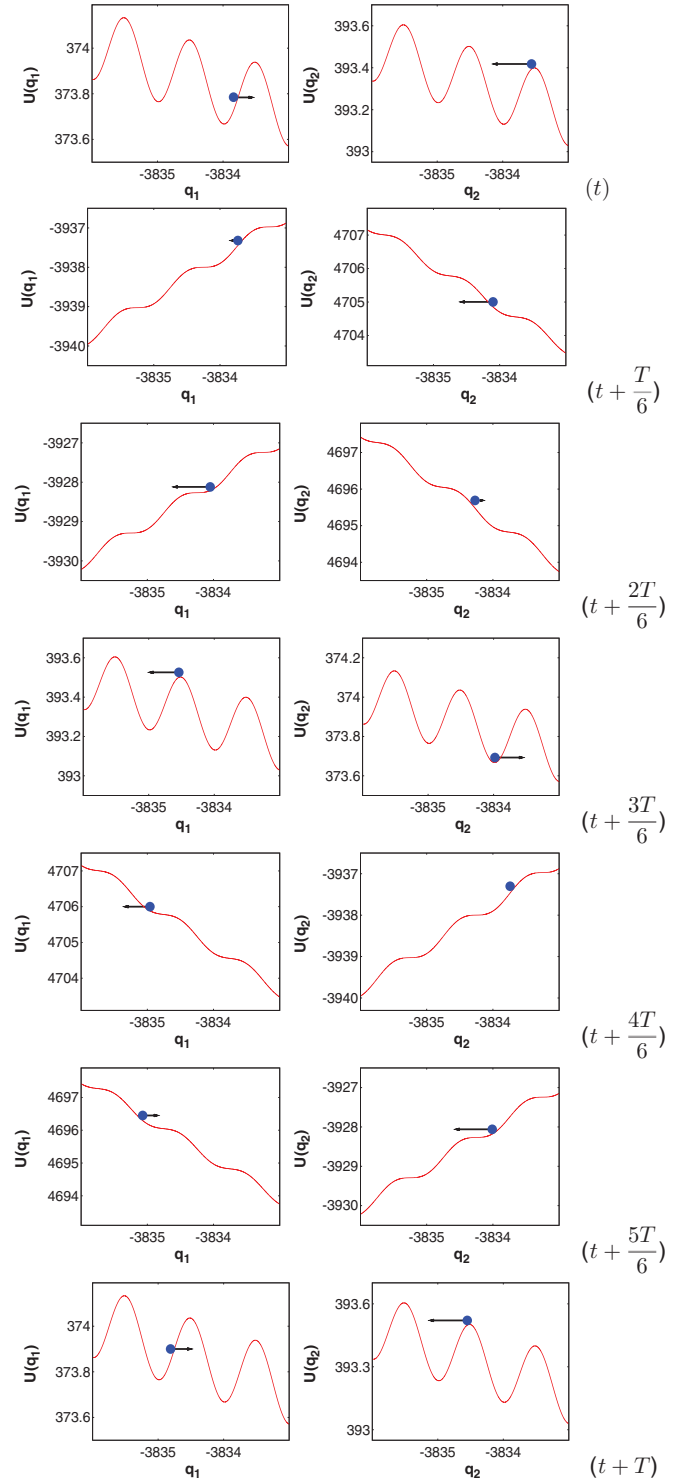 U(q₁)
374
373.8
373.6
-3835 -3834
q₁
U(q₂)
393.6
393.4
393.2
393
-3835 -3834
q₂
(t)
U(q₁)
-3937
-3938
-3939
-3940
-3835 -3834
q₁
U(q₂)
4707
4706
4705
4704
-3835 -3834
q₂
(t + T/6)
U(q₁)
-3927
-3928
-3929
-3930
-3835 -3834
q₁
U(q₂)
4697
4696
4695
4694
-3835 -3834
q₂
(t + 2T/6)
U(q₁)
393.6
393.4
393.2
393
-3835 -3834
q₁
U(q₂)
374.2
374
373.8
373.6
-3835 -3834
q₂
(t + 3T/6)
U(q₁)
4707
4706
4705
4704
-3835 -3834
q₁
U(q₂)
-3937
-3938
-3939
-3940
-3835 -3834
q₂
(t + 4T/6)
U(q₁)
4697
4696
4695
4694
-3835 -3834
q₁
U(q₂)
-3927
-3928
-3929
-3930
-3835 -3834
q₂
(t + 5T/6)
U(q₁)
374
373.8
373.6
-3835 -3834
q₁
U(q₂)
393.6
393.3
393
-3835 -3834
q₂
(t + T)